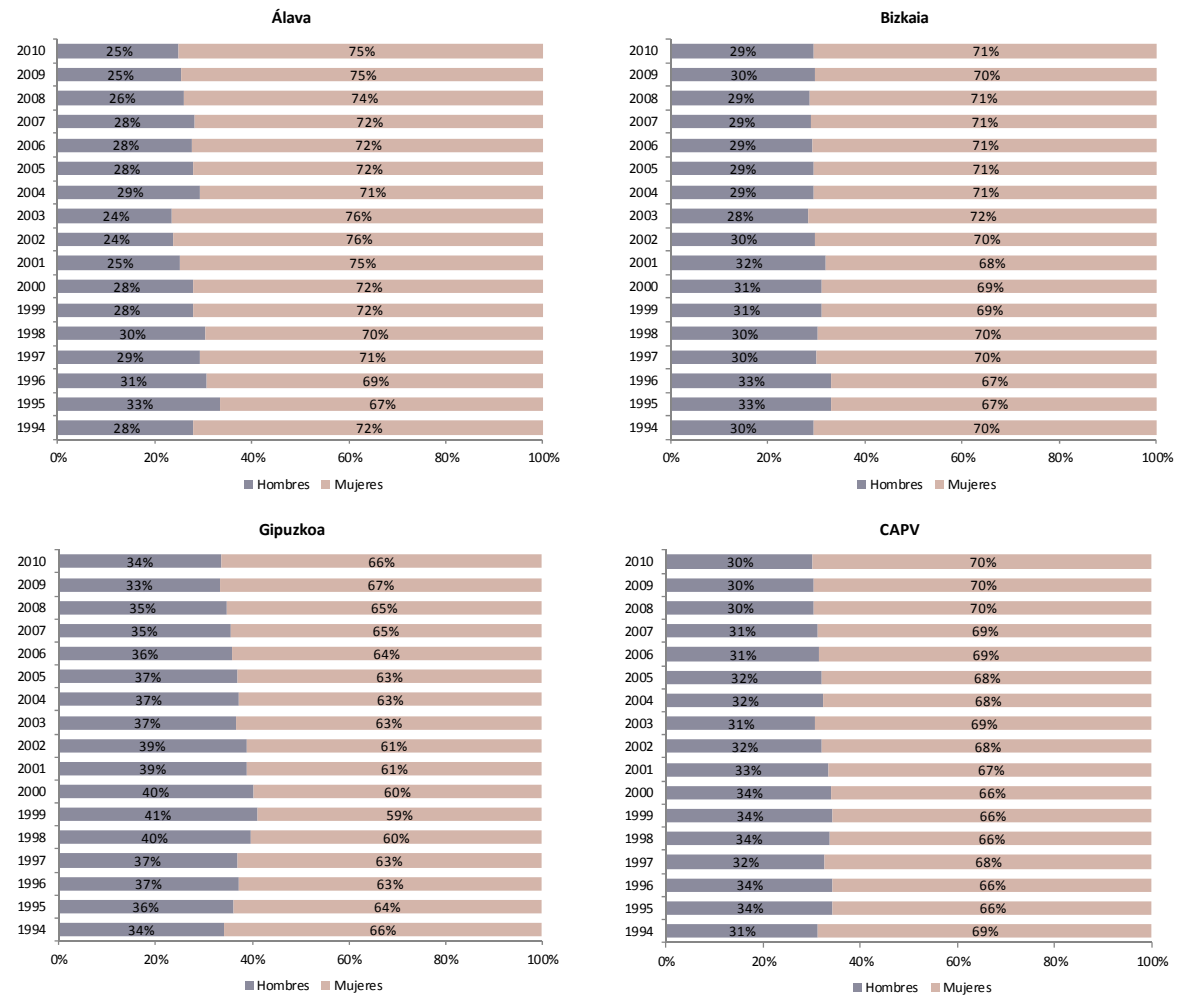 Álava
2010 25% 75%
2009 25% 75%
2008 26% 74%
2007 28% 72%
2006 28% 72%
2005 28% 72%
2004 29% 71%
2003 24% 76%
2002 24% 76%
2001 25% 75%
2000 28% 72%
1999 28% 72%
1998 30% 70%
1997 29% 71%
1996 31% 69%
1995 33% 67%
1994 28% 72%
0% 20% 40% 60% 80% 100%
Hombres Mujeres
Bizkaia
2010 29% 71%
2009 30% 70%
2008 29% 71%
2007 29% 71%
2006 29% 71%
2005 29% 71%
2004 29% 71%
2003 28% 72%
2002 30% 70%
2001 32% 68%
2000 31% 69%
1999 31% 69%
1998 30% 70%
1997 30% 70%
1996 33% 67%
1995 33% 67%
1994 30% 70%
0% 20% 40% 60% 80% 100%
Hombres Mujeres
Gipuzkoa
2010 34% 66%
2009 33% 67%
2008 35% 65%
2007 35% 65%
2006 36% 64%
2005 37% 63%
2004 37% 63%
2003 37% 63%
2002 39% 61%
2001 39% 61%
2000 40% 60%
1999 41% 59%
1998 40% 60%
1997 37% 63%
1996 37% 63%
1995 36% 64%
1994 34% 66%
0% 20% 40% 60% 80% 100%
Hombres Mujeres
CAPV
2010 30% 70%
2009 30% 70%
2008 30% 70%
2007 31% 69%
2006 31% 69%
2005 32% 68%
2004 32% 68%
2003 31% 69%
2002 32% 68%
2001 33% 67%
2000 34% 66%
1999 34% 66%
1998 34% 66%
1997 32% 68%
1996 34% 66%
1995 34% 66%
1994 31% 69%
0% 20% 40% 60% 80% 100%
Hombres Mujeres